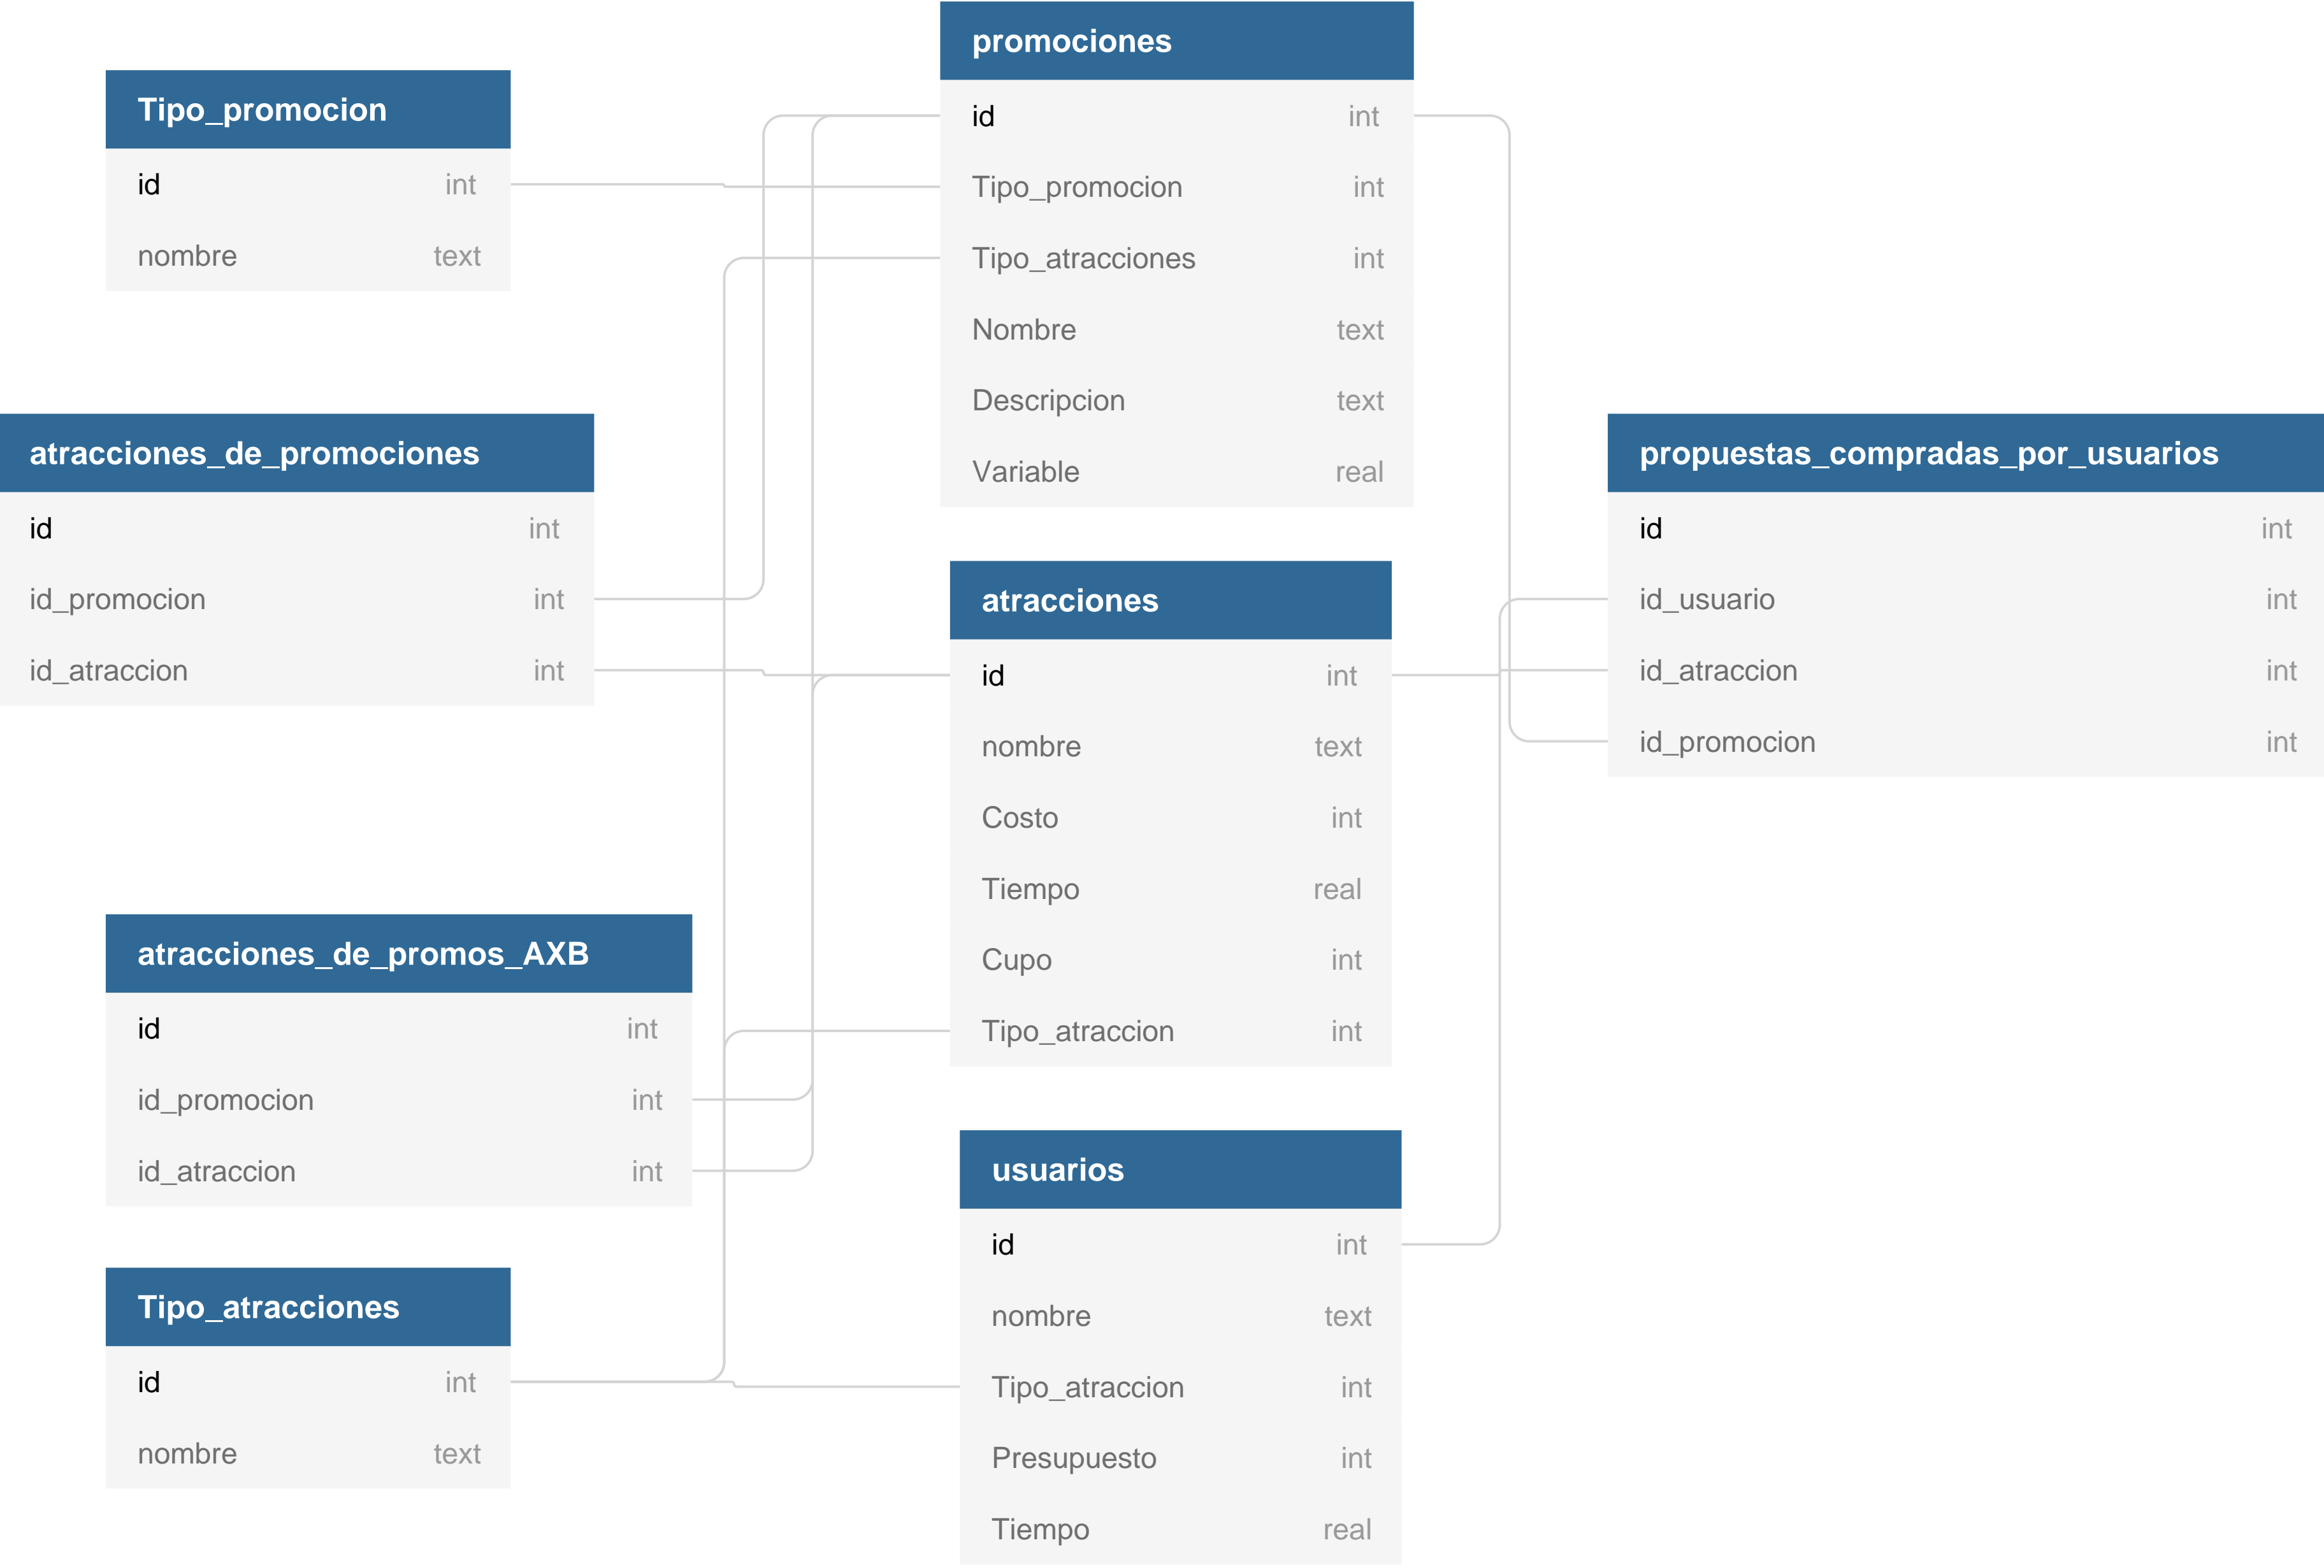 Tipo_promocion
id int
nombre text
atracciones_de_promociones
id int
id_promocion int
id_atraccion int
atracciones_de_promos_AXB
id int
id_promocion int
id_atraccion int
Tipo_atracciones
id int
nombre text
promociones
id int
Tipo_promocion int
Tipo_atracciones int
Nombre text
Descripcion text
Variable real
atracciones
id int
nombre text
Costo int
Tiempo real
Cupo int
Tipo_atraccion int
usuarios
id int
nombre text
Tipo_atraccion int
Presupuesto int
Tiempo real
propuestas_compradas_por_usuarios
id int
id_usuario int
id_atraccion int
id_promocion int